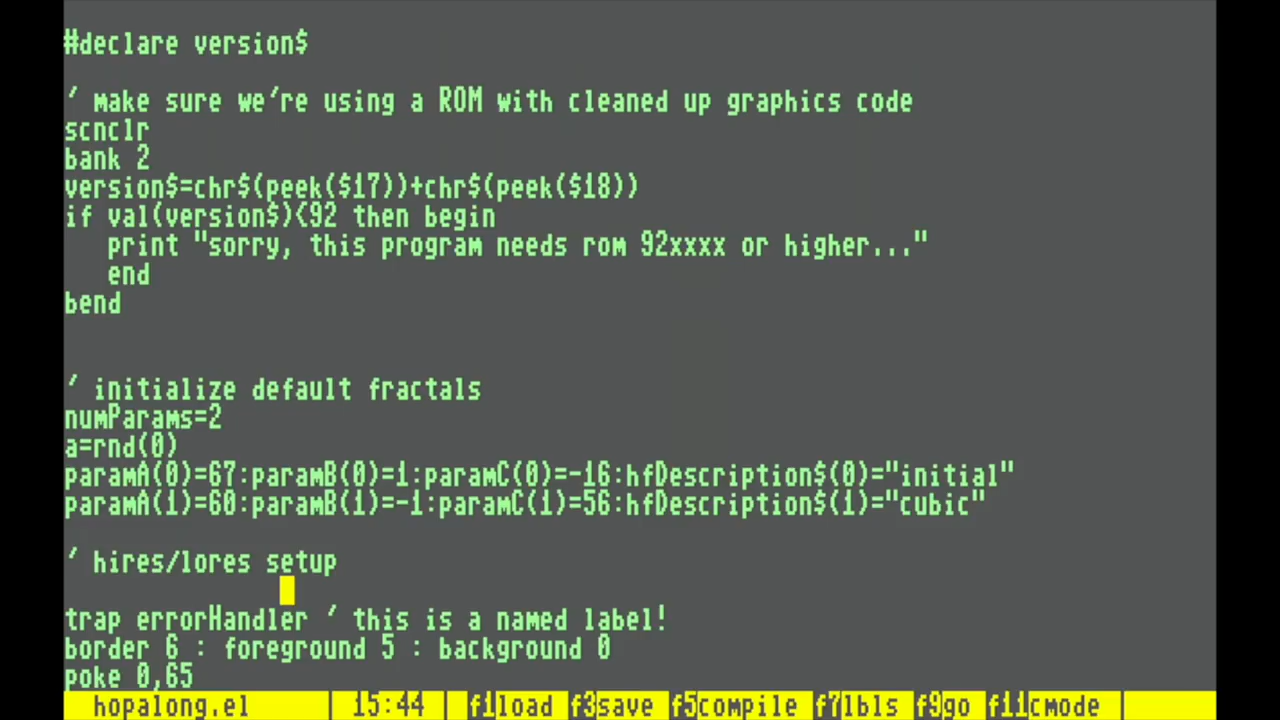 #declare version$
' make sure we're using a ROM with cleaned up graphics code
scnclr
bank 2
version$=chr$(peek($17))+chr$(peek($18))
if val(version$)<92 then begin
   print "sorry, this program needs rom 92xxxx or higher..."
   end
bend
' initialize default fractals
numParams=2
a=rnd(0)
paramA(0)=67:paramB(0)=1:paramC(0)=-16:hfDescription$(0)="initial"
paramA(1)=60:paramB(1)=-1:paramC(1)=56:hfDescription$(1)="cubic"
' hires/lores setup
trap errorHandler ' this is a named label!
border 6 : foreground 5 : background 0
poke 0,65
hopalong.el | 15:44 | f1load f3save f5compile f7lbls f9go f11cmode |